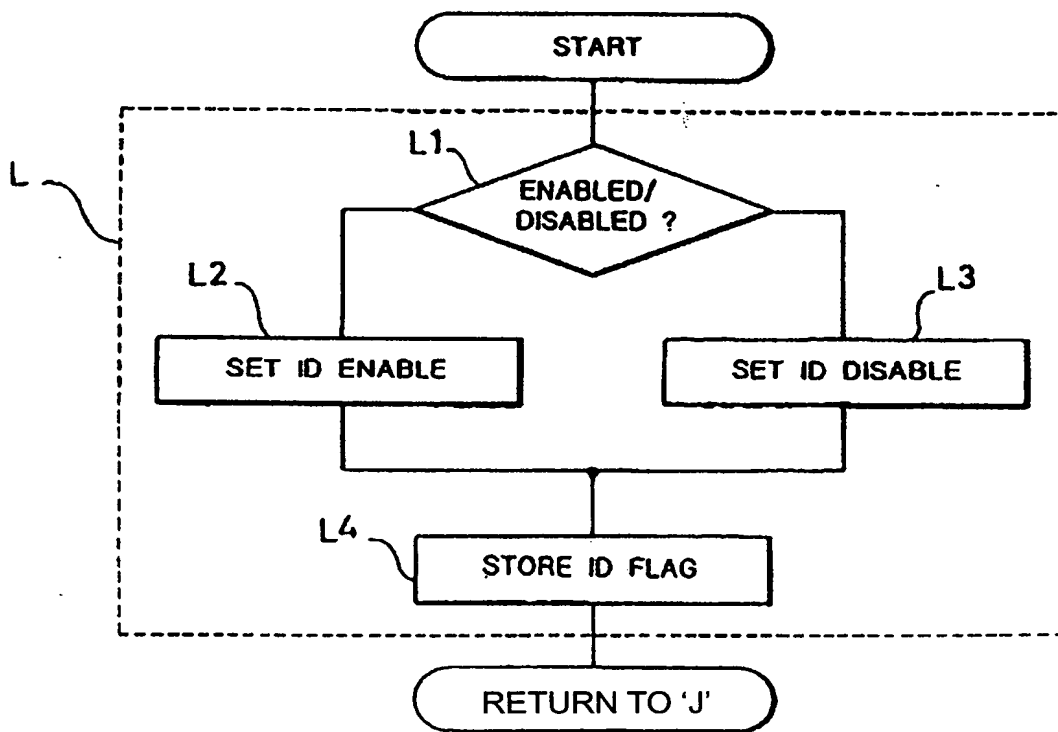 START
L
L1
ENABLED/
DISABLED ?
L2
L3
SET ID ENABLE
SET ID DISABLE
L4
STORE ID FLAG
RETURN TO ‘J’